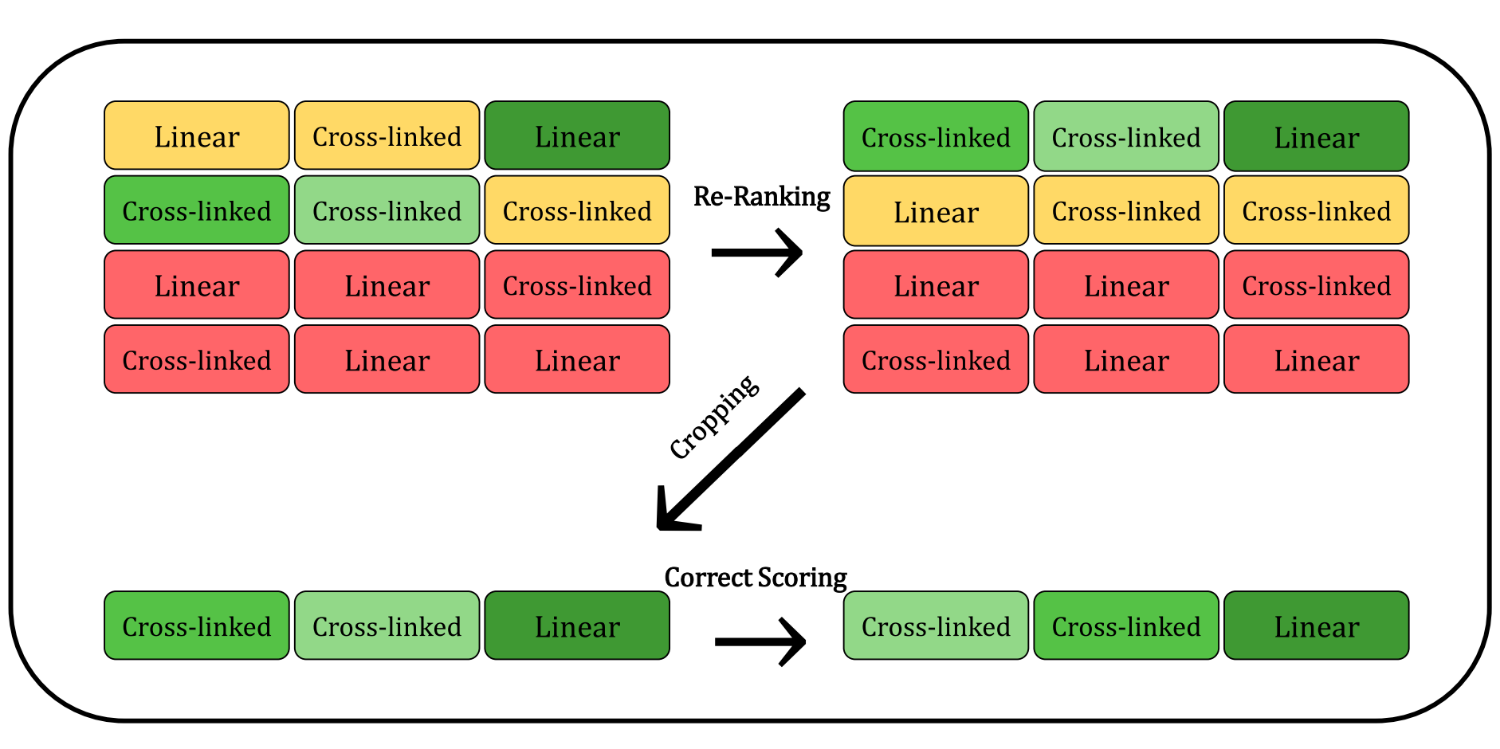 Linear Cross-linked Linear
Cross-linked Cross-linked Cross-linked
Linear Linear Cross-linked
Cross-linked Linear Linear
Re-Ranking
Cross-linked Cross-linked Linear
Linear Cross-linked Cross-linked
Linear Linear Cross-linked
Cross-linked Linear Linear
Cropping
Cross-linked Cross-linked Linear
Correct Scoring
Cross-linked Cross-linked Linear